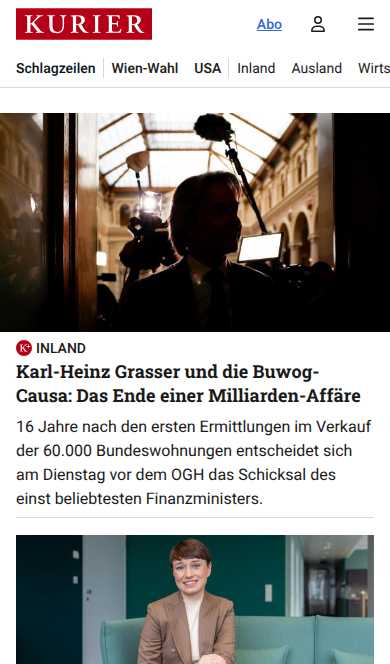 KURIER
Abo
Schlagzeilen
Wien-Wahl
USA
Inland
Ausland
Wirts
K+ INLAND
Karl-Heinz Grasser und die Buwog-
Causa: Das Ende einer Milliarden-Affäre
16 Jahre nach den ersten Ermittlungen im Verkauf
der 60.000 Bundeswohnungen entscheidet sich
am Dienstag vor dem OGH das Schicksal des
einst beliebtesten Finanzministers.